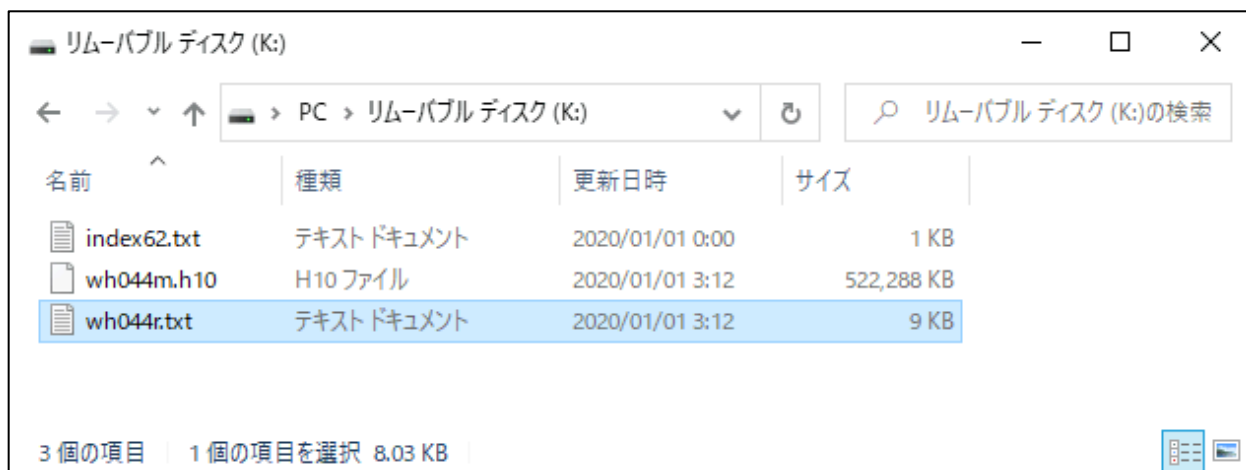 リムーバブル ディスク (K:)
PC リムーバブル ディスク (K:) リムーバブル ディスク (K:)の検索
名前 種類 更新日時 サイズ
index62.txt テキスト ドキュメント 2020/01/01 0:00 1 KB
wh044m.h10 H10 ファイル 2020/01/01 3:12 522,288 KB
wh044r.txt テキスト ドキュメント 2020/01/01 3:12 9 KB
3 個の項目 1 個の項目を選択 8.03 KB